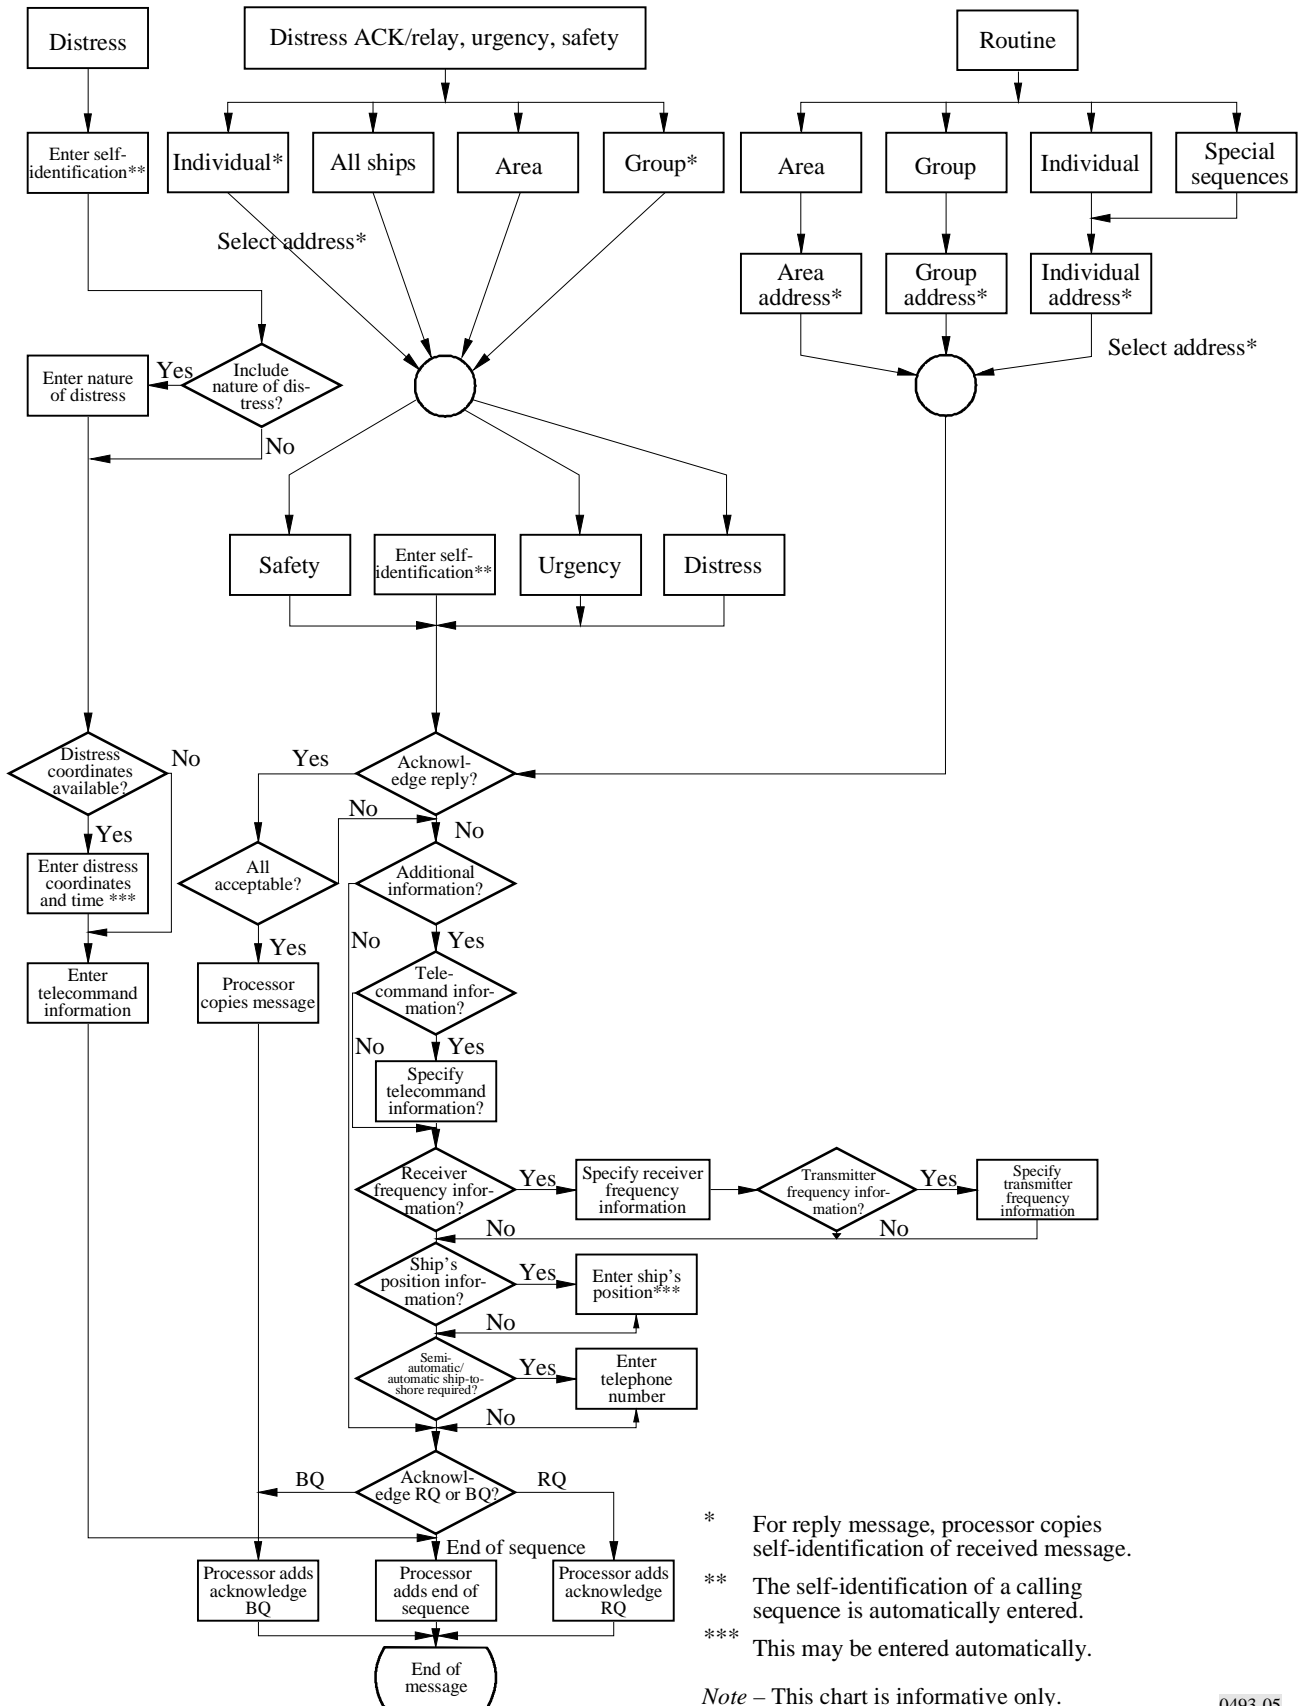 Distress
Distress ACK/relay, urgency, safety
Routine
Enter self-
identification**
Individual*
All ships
Area
Group*
Area
Group
Individual
Special
sequences
Select address*
Area
address*
Group
address*
Individual
address*
Select address*
Enter nature
of distress
Yes
Include
nature of dis-
tress?
No
Safety
Enter self-
identification**
Urgency
Distress
Distress
coordinates
available?
No
Yes
Acknowl-
edge reply?
No
No
Yes
Enter distress
coordinates
and time ***
All
acceptable?
Additional
information?
No
Yes
Yes
Enter
telecommand
information
Processor
copies message
Tele-
command infor-
mation?
No
Yes
Specify
telecommand
information?
Receiver
frequency infor-
mation?
Yes
Specify receiver
frequency
information
Transmitter
frequency infor-
mation?
Yes
Specify
transmitter
frequency
information
No
No
Ship's
position infor-
mation?
Yes
Enter ship's
position***
No
Semi-
automatic/
automatic ship-to-
shore required?
Yes
Enter
telephone
number
No
BQ
Acknowl-
edge RQ or BQ?
RQ
End of sequence
Processor adds
acknowledge
BQ
Processor
adds end of
sequence
Processor adds
acknowledge
RQ
End of
message
* For reply message, processor copies
self-identification of received message.
** The self-identification of a calling
sequence is automatically entered.
*** This may be entered automatically.
Note – This chart is informative only.
0493-05